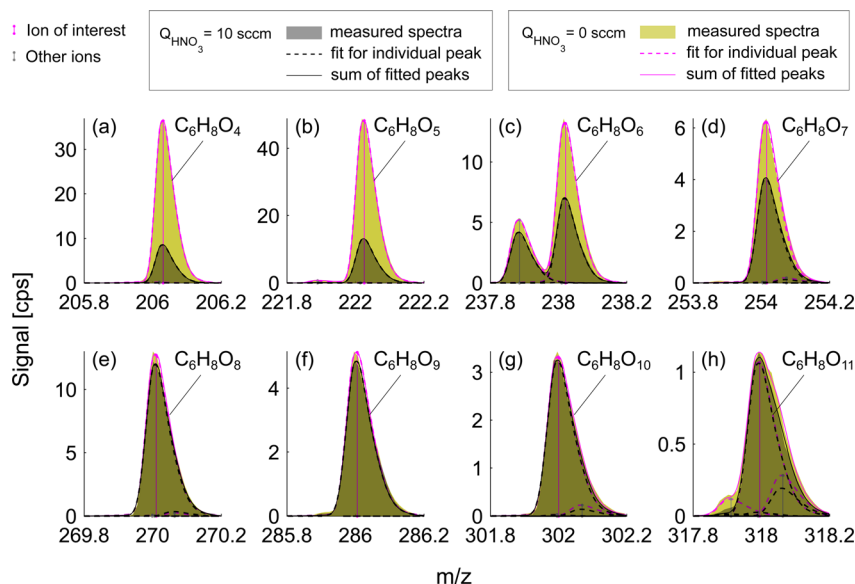 Ion of interest
Other ions
Q_HNO₃ = 10 sccm
measured spectra
fit for individual peak
sum of fitted peaks
Q_HNO₃ = 0 sccm
measured spectra
fit for individual peak
sum of fitted peaks
Signal [cps]
(a) C₆H₈O₄
30
20
10
0
205.8 206 206.2
(b) C₆H₈O₅
40
20
0
221.8 222 222.2
(c) C₆H₈O₆
10
5
0
237.8 238 238.2
(d) C₆H₈O₇
6
4
2
0
253.8 254 254.2
(e) C₆H₈O₈
10
5
0
269.8 270 270.2
(f) C₆H₈O₉
4
2
0
285.8 286 286.2
(g) C₆H₈O₁₀
3
2
1
0
301.8 302 302.2
(h) C₆H₈O₁₁
1
0.5
0
317.8 318 318.2
m/z